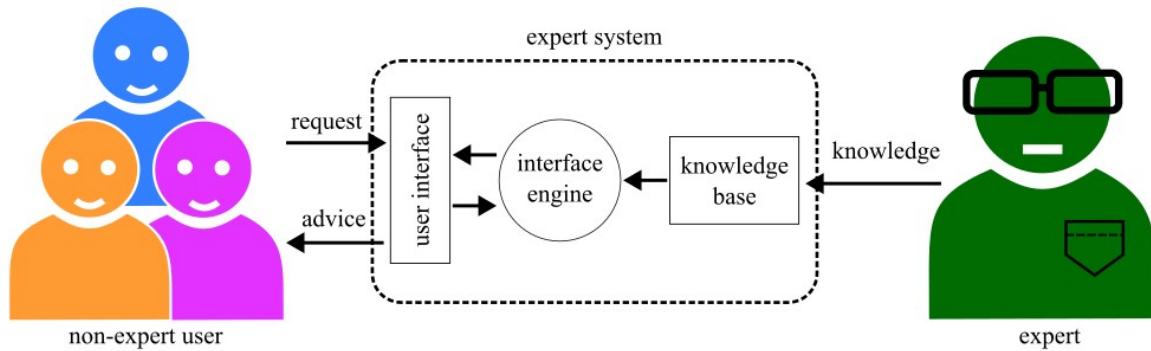 expert system
request
advice
user interface
interface
engine
knowledge
base
knowledge
non-expert user
expert